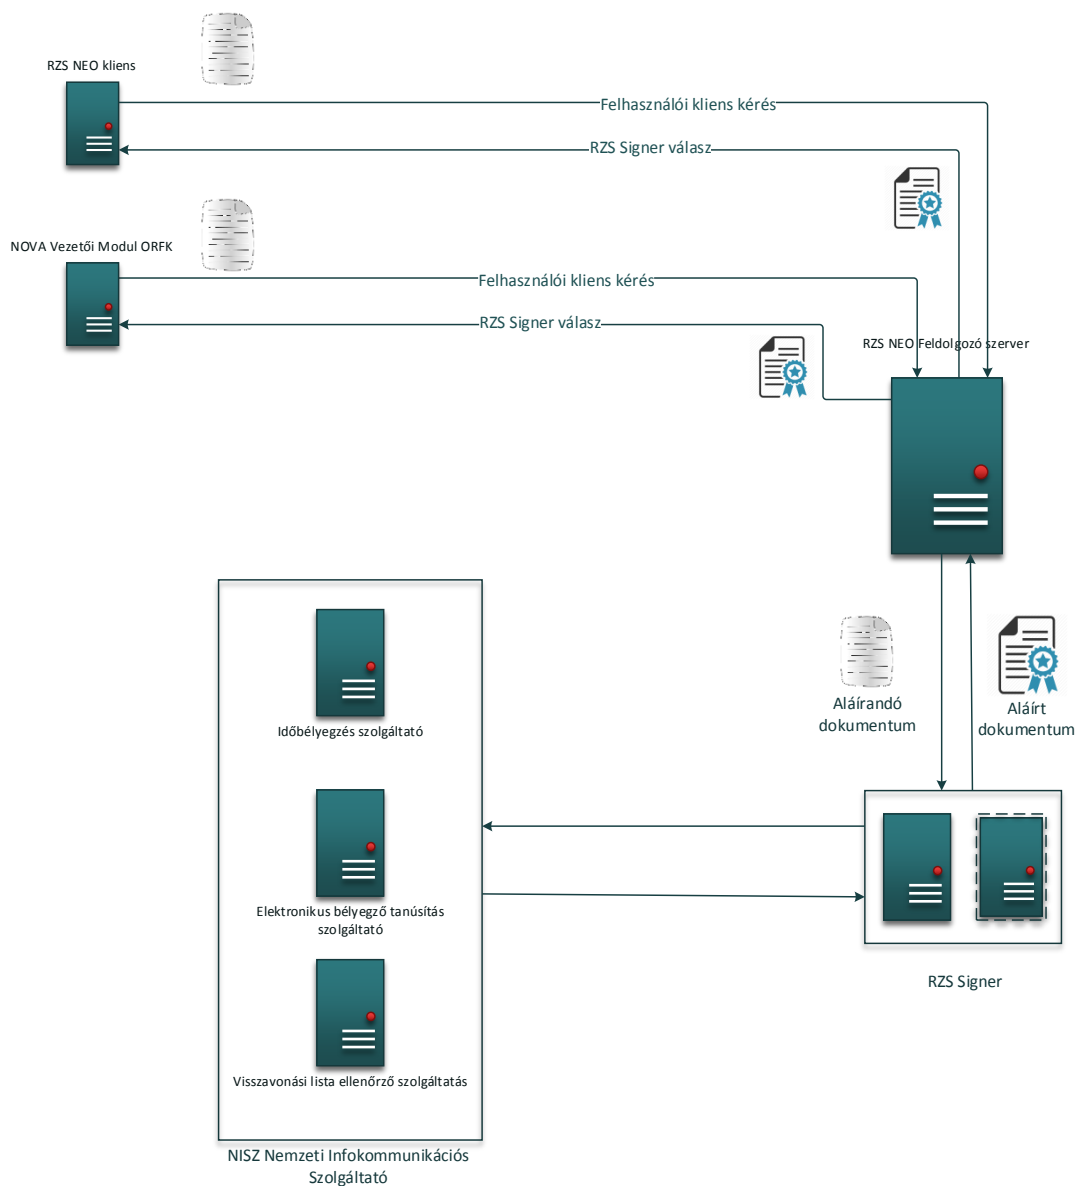 RZS NEO kliens
Felhasználói kliens kérés
RZS Signer válasz
NOVA Vezetői Modul ORFK
Felhasználói kliens kérés
RZS Signer válasz
RZS NEO Feldolgozó szerver
Aláírandó
dokumentum
Aláírt
dokumentum
Időbélyegzés szolgáltató
Elektronikus bélyegző tanúsítás
szolgáltató
Visszavonási lista ellenőrző szolgáltatás
RZS Signer
NISZ Nemzeti Infokommunikációs
Szolgáltató